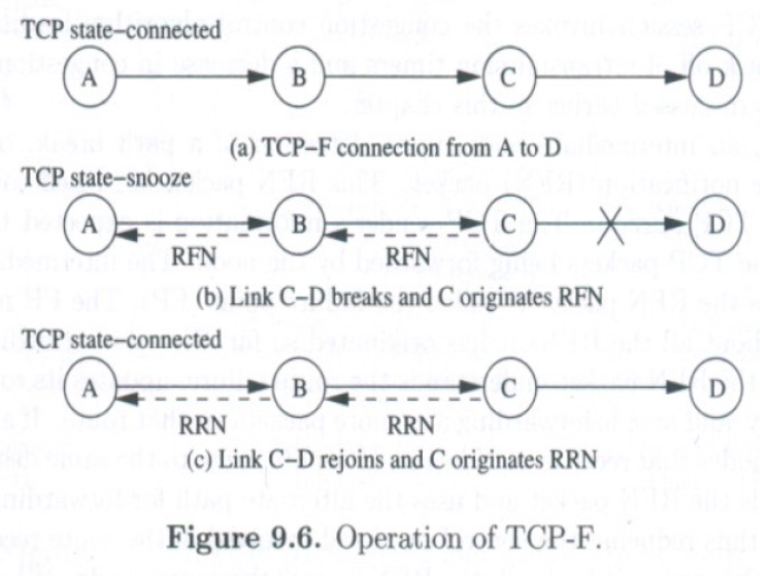 TCP state–connected
A B C D
(a) TCP–F connection from A to D
TCP state–snooze
A B C D
RFN RFN
(b) Link C–D breaks and C originates RFN
TCP state–connected
A B C D
RRN RRN
(c) Link C–D rejoins and C originates RRN
Figure 9.6. Operation of TCP-F.